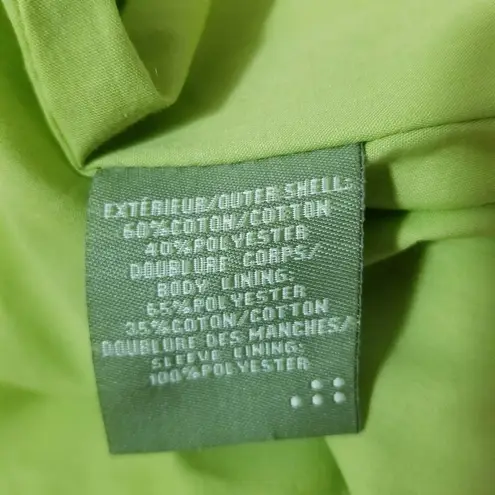 EXTÉRIEUR/OUTER SHELL:
60%COTON/COTTON
40%POLYESTER
DOUBLURE CORPS/
BODY LINING:
65%POLYESTER
35%COTON/COTTON
DOUBLURE DES MANCHES/
SLEEVE LINING:
100%POLYESTER